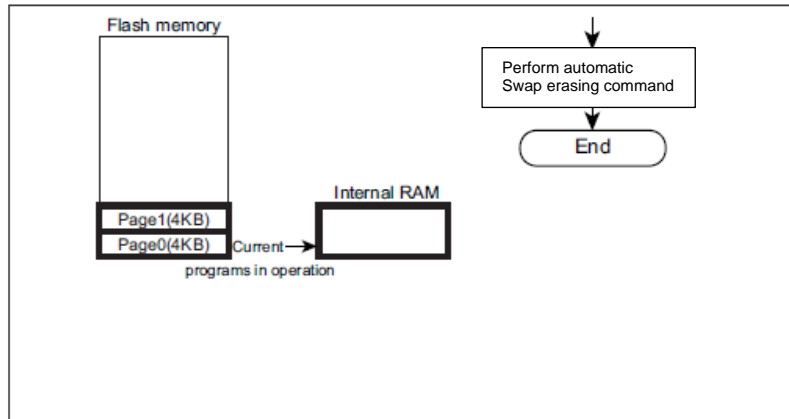 Flash memory
Perform automatic
Swap erasing command
End
Internal RAM
Page1(4KB)
Page0(4KB)
Current
programs in operation